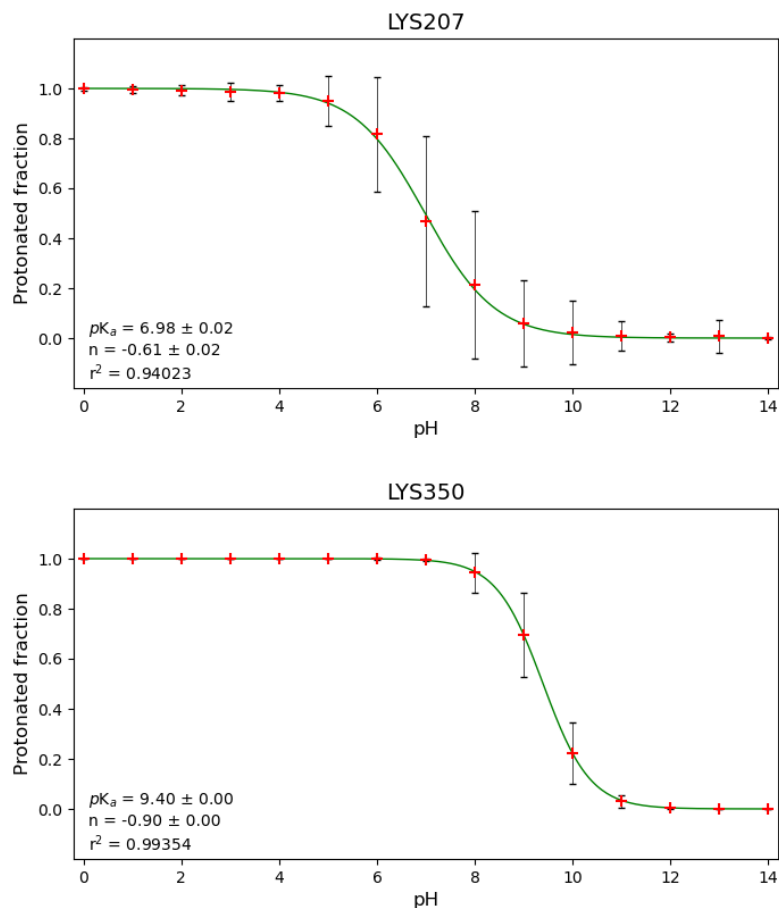 LYS207
Protonated fraction
1.0
0.8
0.6
0.4
0.2
0.0
pKₐ = 6.98 ± 0.02
n = -0.61 ± 0.02
r² = 0.94023
0 2 4 6 8 10 12 14
pH
LYS350
Protonated fraction
1.0
0.8
0.6
0.4
0.2
0.0
pKₐ = 9.40 ± 0.00
n = -0.90 ± 0.00
r² = 0.99354
0 2 4 6 8 10 12 14
pH